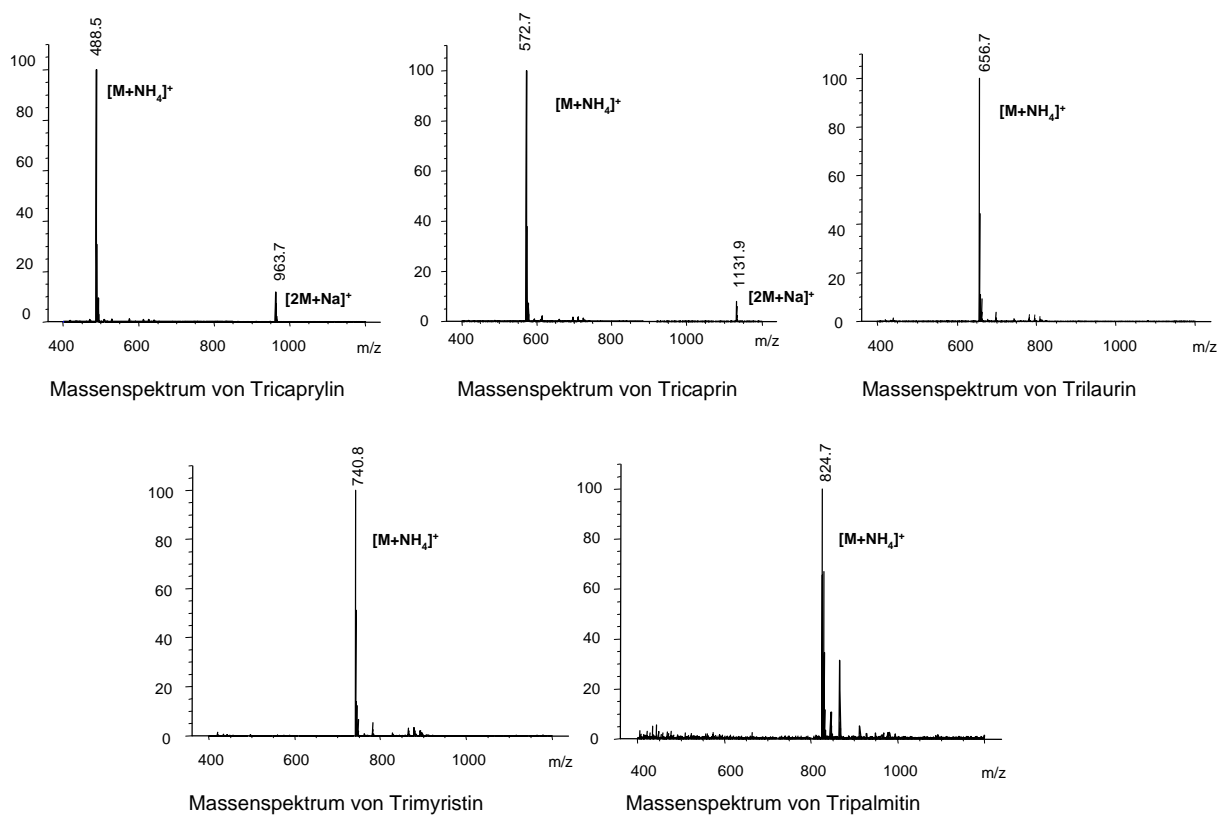 488.5
100
80
60
40
20
0
[M+NH₄]⁺
963.7
[2M+Na]⁺
400 600 800 1000 m/z
Massenspektrum von Tricaprylin
572.7
100
80
60
40
20
0
[M+NH₄]⁺
1131.9
[2M+Na]⁺
400 600 800 1000 m/z
Massenspektrum von Tricaprin
656.7
100
80
60
40
20
0
[M+NH₄]⁺
400 600 800 1000 m/z
Massenspektrum von Trilaurin
740.8
100
80
60
40
20
0
[M+NH₄]⁺
400 600 800 1000 m/z
Massenspektrum von Trimyristin
824.7
100
80
60
40
20
0
[M+NH₄]⁺
400 600 800 1000 m/z
Massenspektrum von Tripalmitin